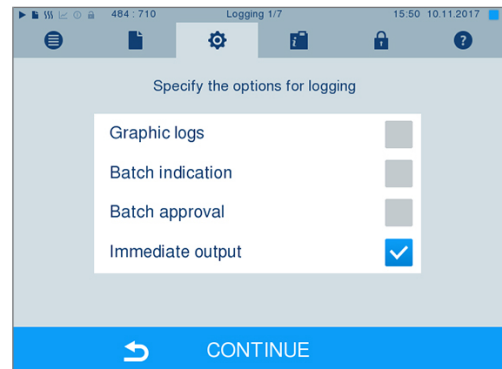 484 : 710 Logging 1/7 15:50 10.11.2017
Specify the options for logging
Graphic logs
Batch indication
Batch approval
Immediate output
CONTINUE